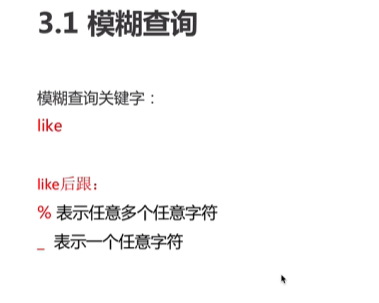 3.1 模糊查询
模糊查询关键字：
like
like后跟：
% 表示任意多个任意字符
_ 表示一个任意字符